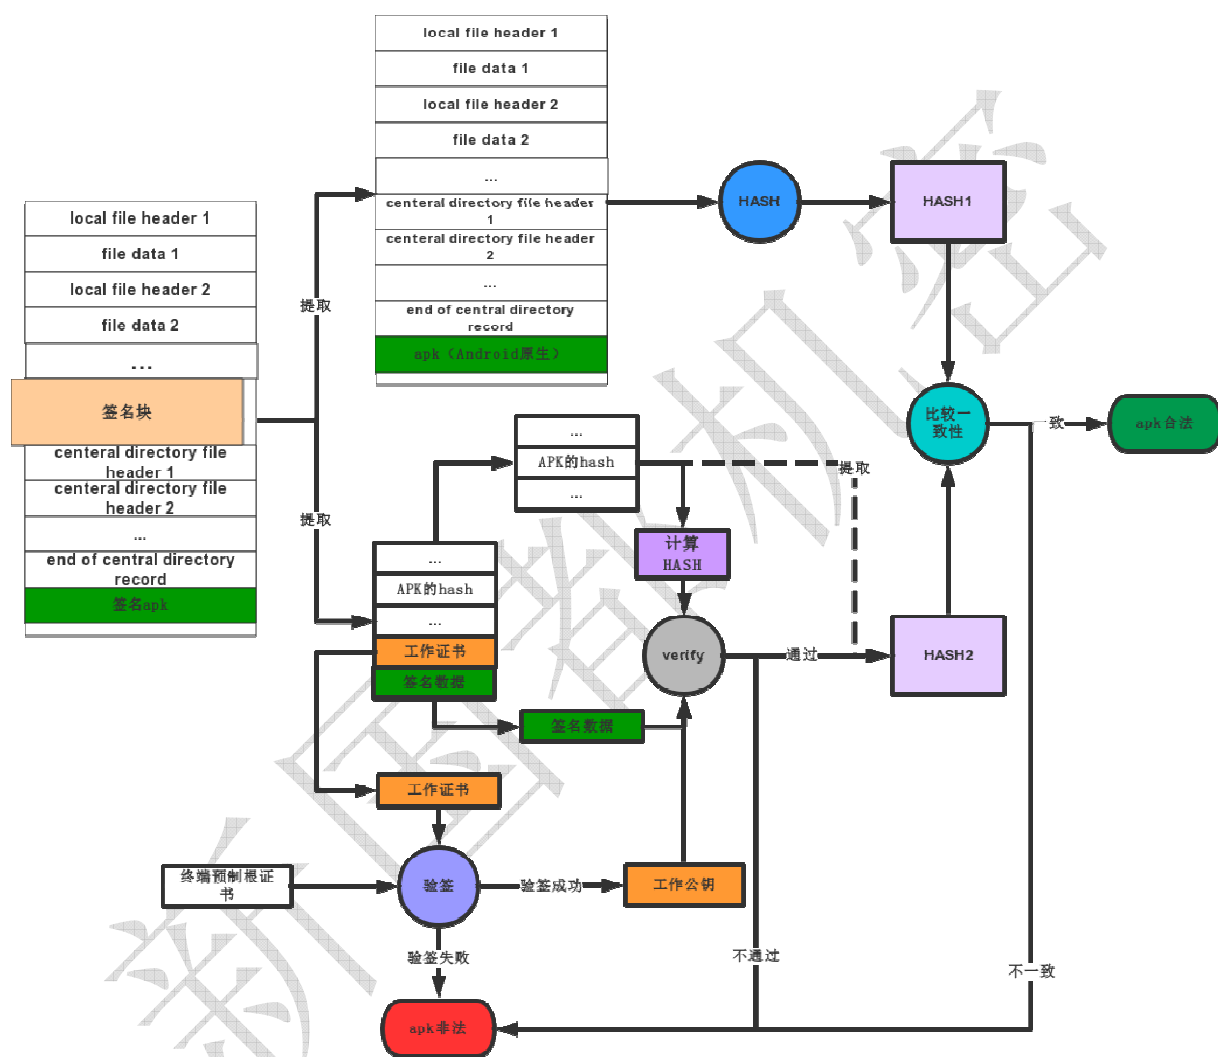 local file header 1
file data 1
local file header 2
file data 2
...
签名块
centeral directory file
header 1
centeral directory file
header 2
...
end of central directory
record
签名apk
提取
提取
local file header 1
file data 1
local file header 2
file data 2
...
centeral directory file header
1
centeral directory file header
2
...
end of central directory
record
apk（Android原生）
HASH
HASH1
比较一
致性
一致
apk合法
...
APK的hash
...
提取
计算
HASH
...
APK的hash
...
工作证书
签名数据
verify
通过
HASH2
签名数据
工作证书
终端预制根证
书
验签
验签成功
工作公钥
验签失败
不通过
不一致
apk非法
新国都机密